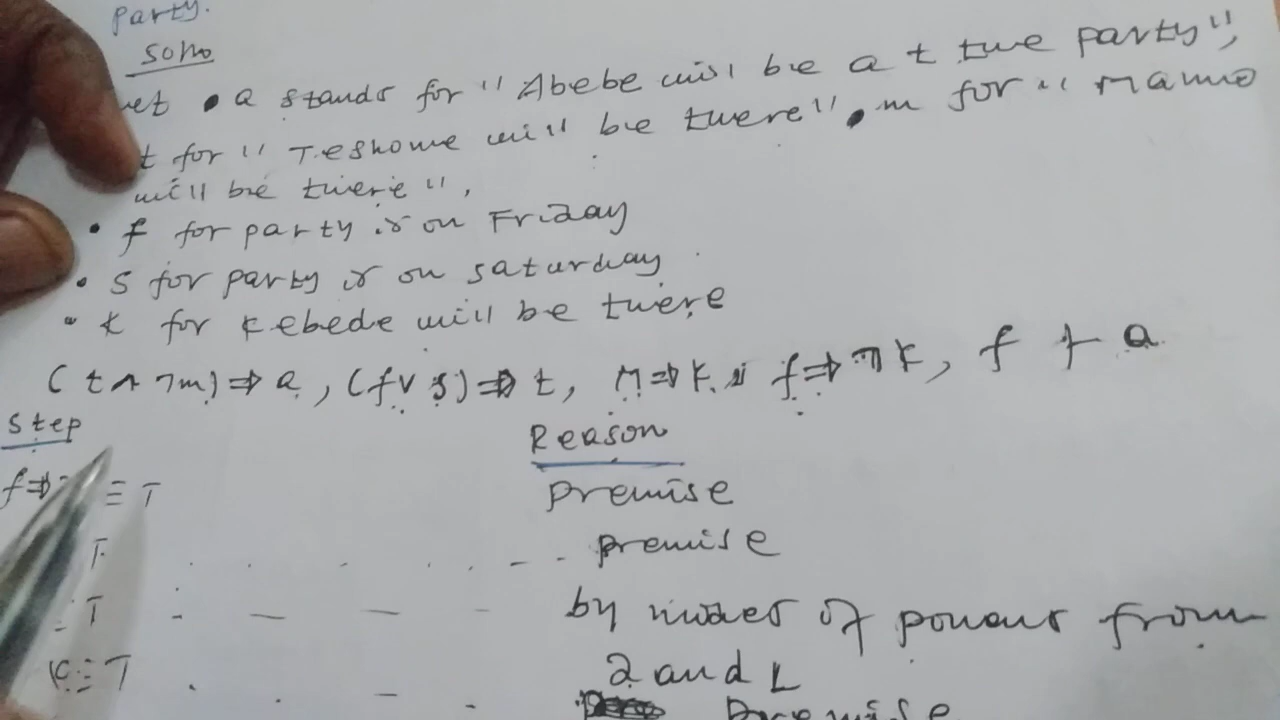 party.
Soln
Let a stands for "Abebe will be at the party",
t for "Teshome will be there", m for "Mamo
will be there",
• f for party is on Friday
• S for party is on saturday
• k for kebede will be there
(t ∧ ¬m) ⇒ a, (f ∨ s) ⇒ t, M ⇒ k, f ⇒ ¬k, f ⊢ a
Step Reason
f ⇒ ≡ T premise
T premise
≡ T by modes of ponour from
2 and 1
k ≡ T Premise